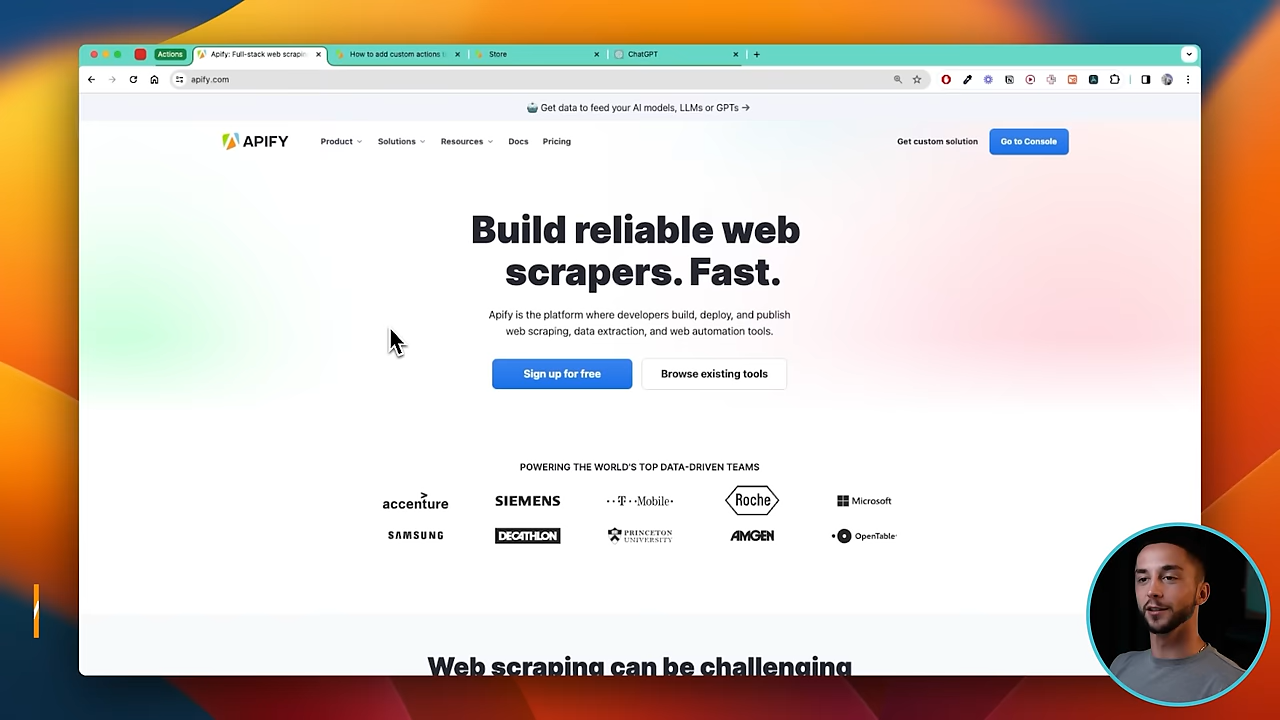 Actions
Apify: Full-stack web scrapin
How to add custom actions t
Store
ChatGPT
apify.com
Get data to feed your AI models, LLMs or GPTs →
APIFY
Product
Solutions
Resources
Docs
Pricing
Get custom solution
Go to Console
Build reliable web
scrapers. Fast.
Apify is the platform where developers build, deploy, and publish
web scraping, data extraction, and web automation tools.
Sign up for free
Browse existing tools
POWERING THE WORLD'S TOP DATA-DRIVEN TEAMS
accenture
SIEMENS
T Mobile
Roche
Microsoft
SAMSUNG
DECATHLON
PRINCETON
UNIVERSITY
AMGEN
OpenTable
Web scraping can be challenging